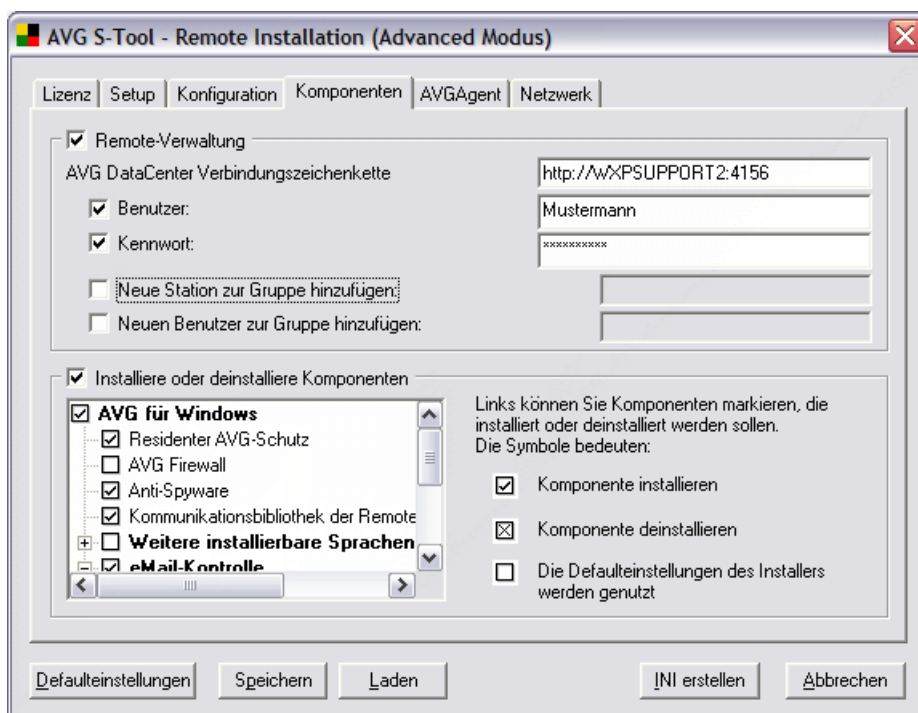 AVG S-Tool - Remote Installation (Advanced Modus)
Lizenz Setup Konfiguration Komponenten AVGAgent Netzwerk
Remote-Verwaltung
AVG DataCenter Verbindungszeichenkette http://WXPSUPPORT2:4156
Benutzer: Mustermann
Kennwort: **********
Neue Station zur Gruppe hinzufügen:
Neuen Benutzer zur Gruppe hinzufügen:
Installiere oder deinstalliere Komponenten
AVG für Windows
Residenter AVG-Schutz
AVG Firewall
Anti-Spyware
Kommunikationsbibliothek der Remote
Weitere installierbare Sprachen
eMail-Kontrolle
Links können Sie Komponenten markieren, die
installiert oder deinstalliert werden sollen.
Die Symbole bedeuten:
Komponente installieren
Komponente deinstallieren
Die Defaulteinstellungen des Installers
werden genutzt
Defaulteinstellungen Speichern Laden INI erstellen Abbrechen